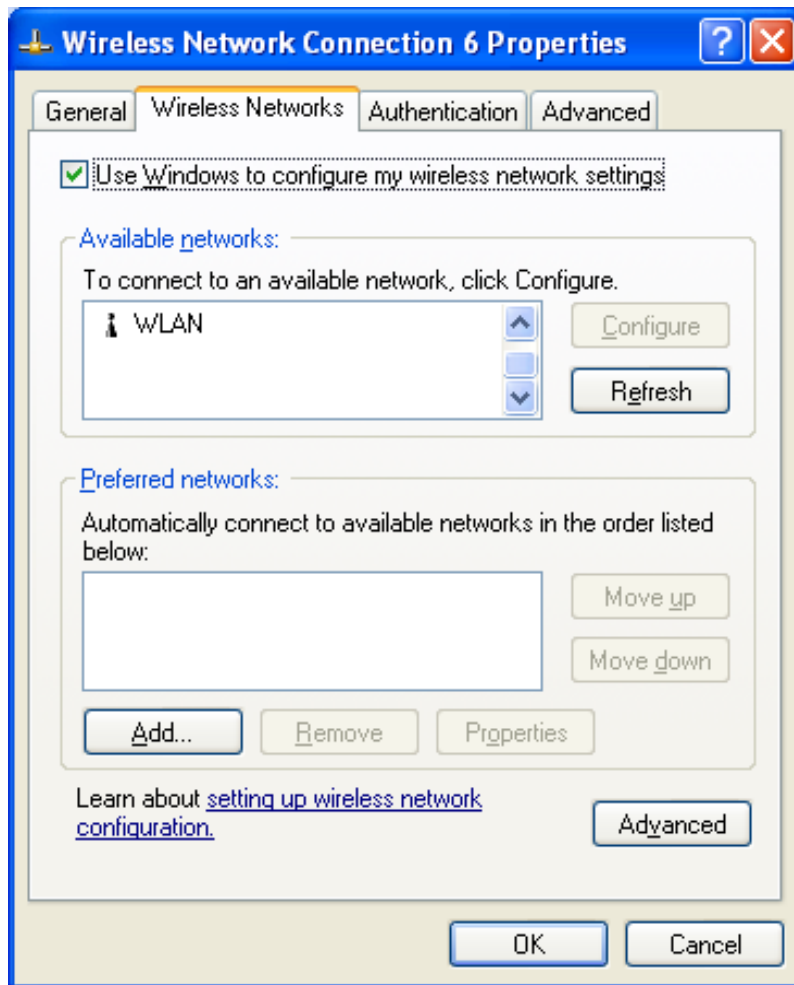 Wireless Network Connection 6 Properties
General Wireless Networks Authentication Advanced
Use Windows to configure my wireless network settings
Available networks:
To connect to an available network, click Configure.
WLAN
Configure
Refresh
Preferred networks:
Automatically connect to available networks in the order listed
below:
Move up
Move down
Add... Remove Properties
Learn about setting up wireless network
configuration.
Advanced
OK Cancel